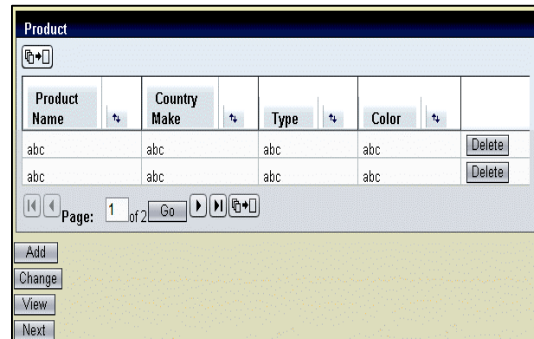 Product
Product Name Country Make Type Color
abc abc abc abc Delete
abc abc abc abc Delete
Page: 1 of 2 Go
Add
Change
View
Next